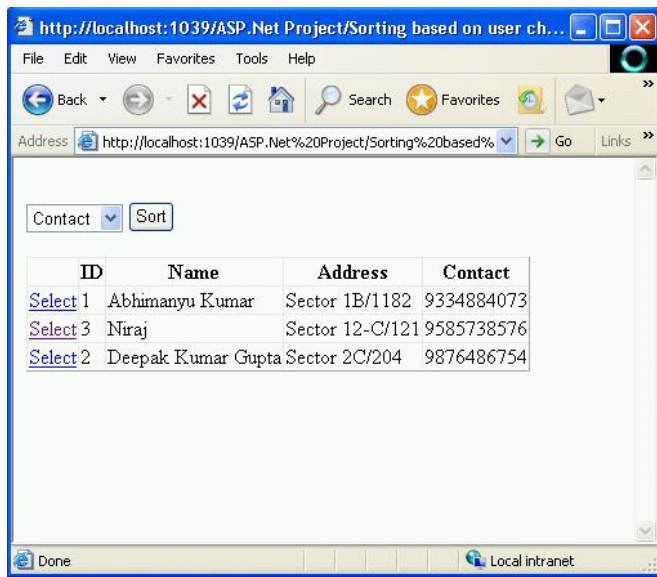 http://localhost:1039/ASP.Net Project/Sorting based on user ch...
File Edit View Favorites Tools Help
Back Search Favorites
Address http://localhost:1039/ASP.Net%20Project/Sorting%20based% Go Links »
Contact Sort
ID Name Address Contact
Select 1 Abhimanyu Kumar Sector 1B/1182 9334884073
Select 3 Niraj Sector 12-C/121 9585738576
Select 2 Deepak Kumar Gupta Sector 2C/204 9876486754
Done Local intranet